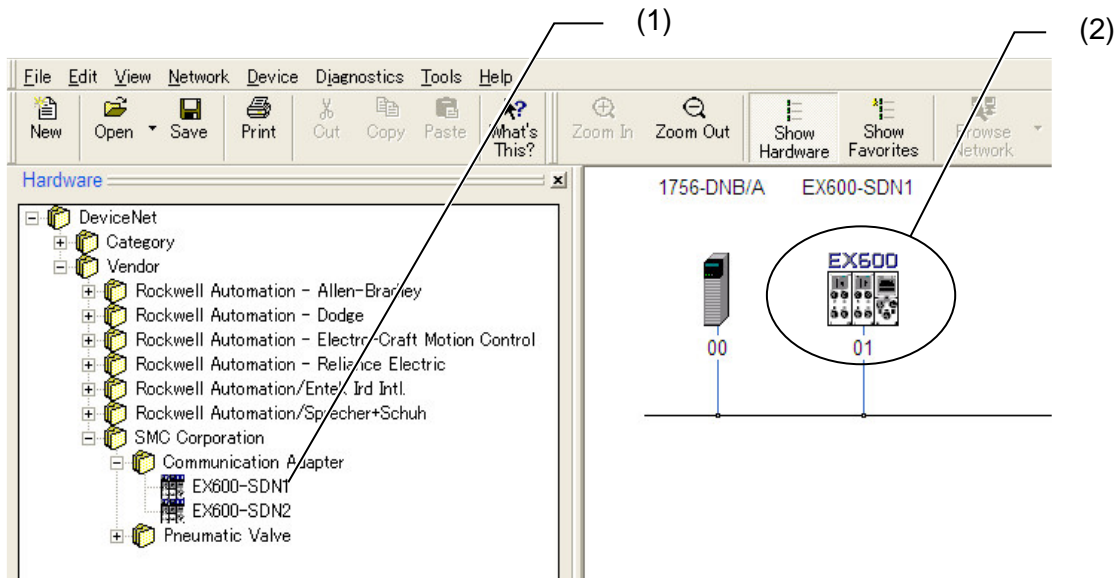 (1)
(2)
File Edit View Network Device Diagnostics Tools Help
New Open Save Print Cut Copy Paste What's This? Zoom In Zoom Out Show Hardware Show Favorites Browse Network
Hardware
1756-DNB/A EX600-SDN1
DeviceNet
Category
Vendor
Rockwell Automation - Allen-Bradley
Rockwell Automation - Dodge
Rockwell Automation - Electro-Craft Motion Control
Rockwell Automation - Reliance Electric
Rockwell Automation/Entek Ird Intl.
Rockwell Automation/Sprecher+Schuh
SMC Corporation
Communication Adapter
EX600-SDN1
EX600-SDN2
Pneumatic Valve
EX600
00 01